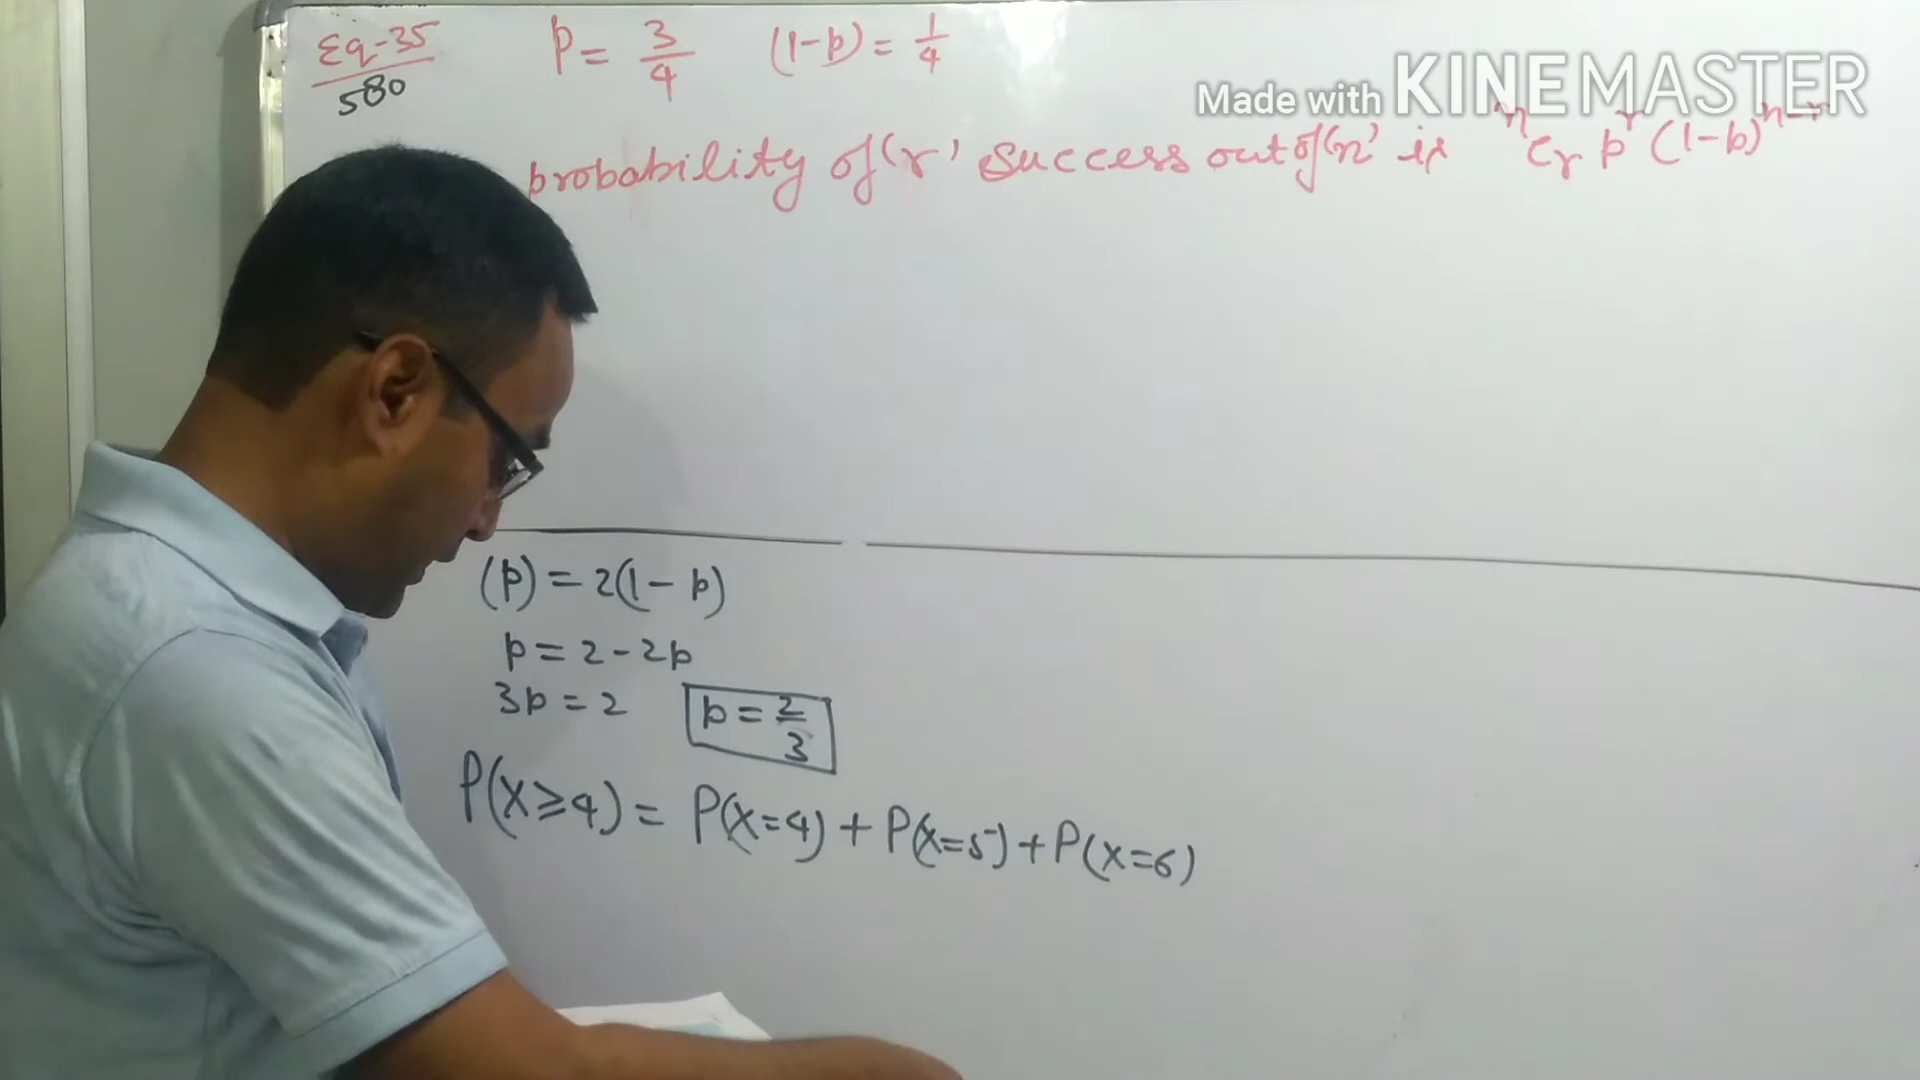 Eq-35
580
p = 3/4 (1-p) = 1/4
Made with KINEMASTER
probability of 'r' success out of 'n' is ⁿCᵣ pʳ (1-p)ⁿ⁻ʳ
(p) = 2(1-p)
p = 2-2p
3p = 2 p = 2/3
P(X≥4) = P(X=4) + P(X=5) + P(X=6)